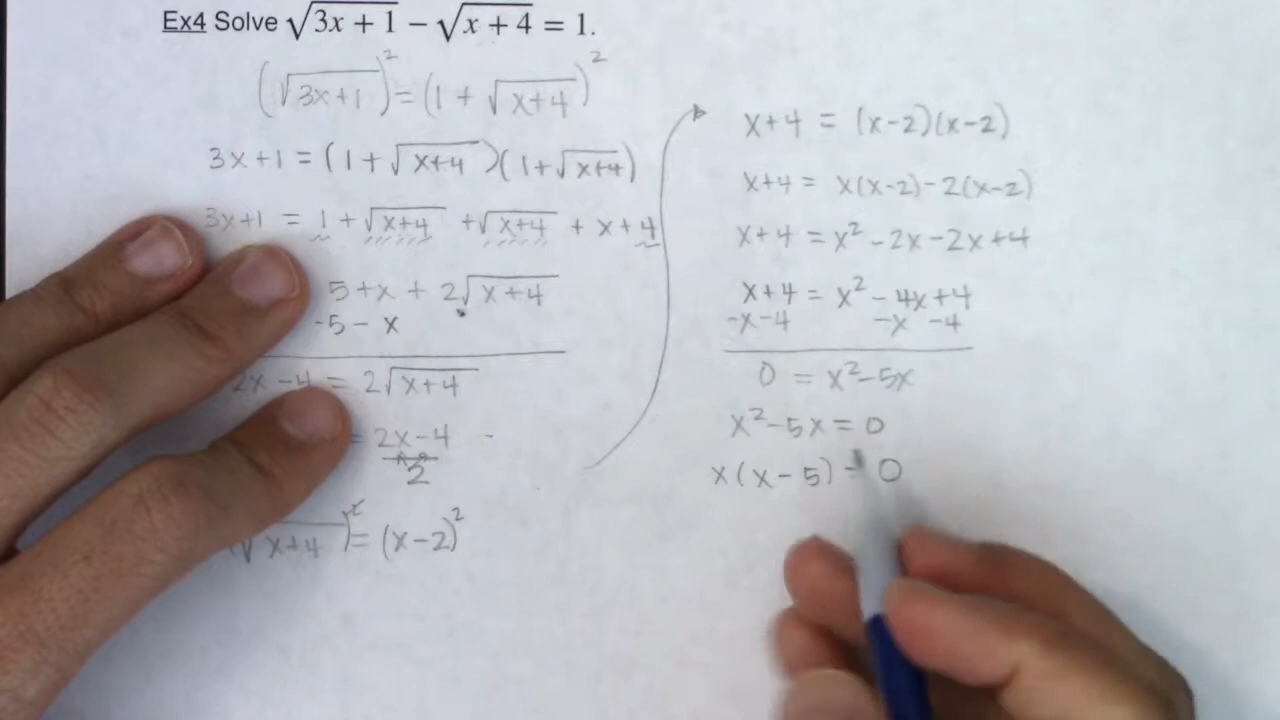 Ex4 Solve √(3x + 1) − √(x + 4) = 1.
(√(3x+1))² = (1 + √(x+4))²
3x+1 = (1+√(x+4))(1+√(x+4))
3x+1 = 1 + √(x+4) + √(x+4) + x + 4
5+x + 2√(x+4)
-5 - x
2x -4 = 2√(x+4)
= 2x-4
2
(√(x+4))² = (x-2)²
x+4 = (x-2)(x-2)
x+4 = x(x-2)-2(x-2)
x+4 = x² -2x-2x+4
x+4 = x² -4x+4
-x-4 -x -4
0 = x²-5x
x²-5x=0
x(x-5) = 0